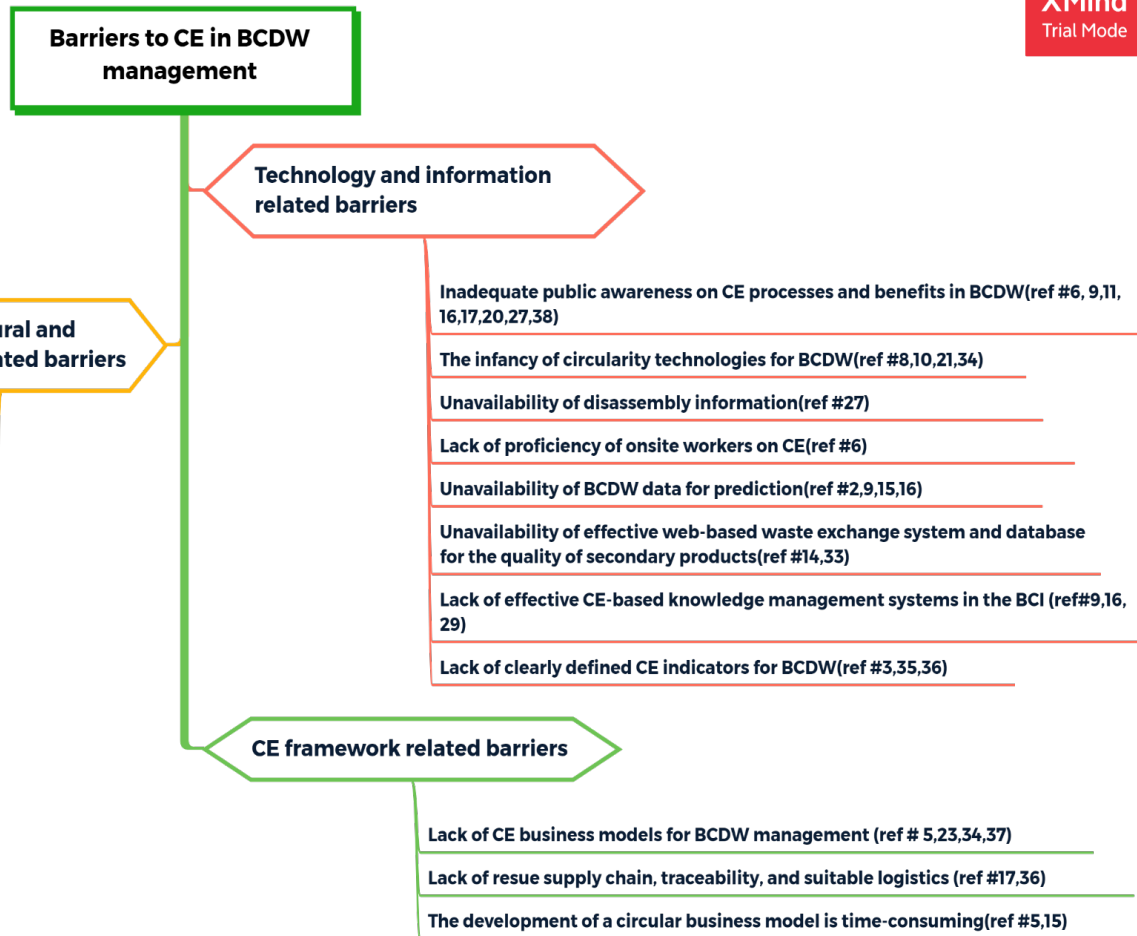 XMind
Trial Mode
Barriers to CE in BCDW
management
Technology and information
related barriers
Inadequate public awareness on CE processes and benefits in BCDW(ref #6, 9,11,
16,17,20,27,38)
The infancy of circularity technologies for BCDW(ref #8,10,21,34)
Unavailability of disassembly information(ref #27)
Lack of proficiency of onsite workers on CE(ref #6)
Unavailability of BCDW data for prediction(ref #2,9,15,16)
Unavailability of effective web-based waste exchange system and database
for the quality of secondary products(ref #14,33)
Lack of effective CE-based knowledge management systems in the BCI (ref#9,16,
29)
Lack of clearly defined CE indicators for BCDW(ref #3,35,36)
and
barriers
CE framework related barriers
Lack of CE business models for BCDW management (ref # 5,23,34,37)
Lack of resue supply chain, traceability, and suitable logistics (ref #17,36)
The development of a circular business model is time-consuming(ref #5,15)